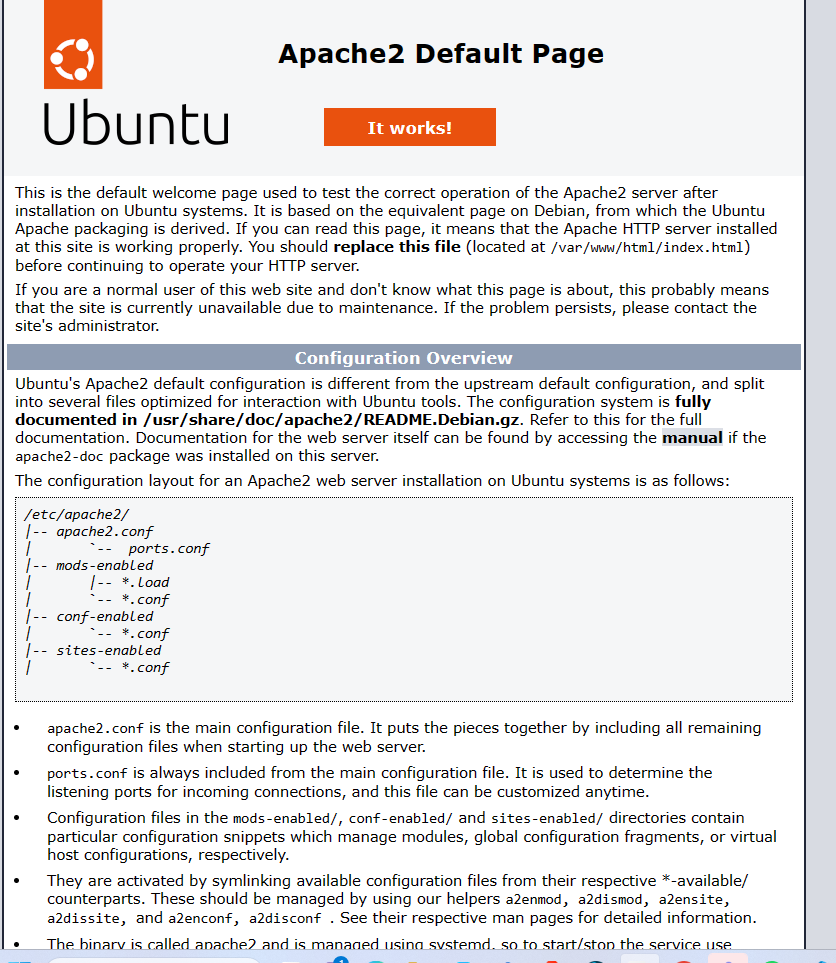 Apache2 Default Page
Ubuntu
It works!
This is the default welcome page used to test the correct operation of the Apache2 server after
installation on Ubuntu systems. It is based on the equivalent page on Debian, from which the Ubuntu
Apache packaging is derived. If you can read this page, it means that the Apache HTTP server installed
at this site is working properly. You should replace this file (located at /var/www/html/index.html)
before continuing to operate your HTTP server.
If you are a normal user of this web site and don't know what this page is about, this probably means
that the site is currently unavailable due to maintenance. If the problem persists, please contact the
site's administrator.
Configuration Overview
Ubuntu's Apache2 default configuration is different from the upstream default configuration, and split
into several files optimized for interaction with Ubuntu tools. The configuration system is fully
documented in /usr/share/doc/apache2/README.Debian.gz. Refer to this for the full
documentation. Documentation for the web server itself can be found by accessing the manual if the
apache2-doc package was installed on this server.
The configuration layout for an Apache2 web server installation on Ubuntu systems is as follows:
/etc/apache2/
|-- apache2.conf
|       `--  ports.conf
|-- mods-enabled
|       |-- *.load
|       `-- *.conf
|-- conf-enabled
|       `-- *.conf
|-- sites-enabled
|       `-- *.conf
• apache2.conf is the main configuration file. It puts the pieces together by including all remaining
configuration files when starting up the web server.
• ports.conf is always included from the main configuration file. It is used to determine the
listening ports for incoming connections, and this file can be customized anytime.
• Configuration files in the mods-enabled/, conf-enabled/ and sites-enabled/ directories contain
particular configuration snippets which manage modules, global configuration fragments, or virtual
host configurations, respectively.
• They are activated by symlinking available configuration files from their respective *-available/
counterparts. These should be managed by using our helpers a2enmod, a2dismod, a2ensite,
a2dissite, and a2enconf, a2disconf . See their respective man pages for detailed information.
• The binary is called apache2 and is managed using systemd, so to start/stop the service use
1